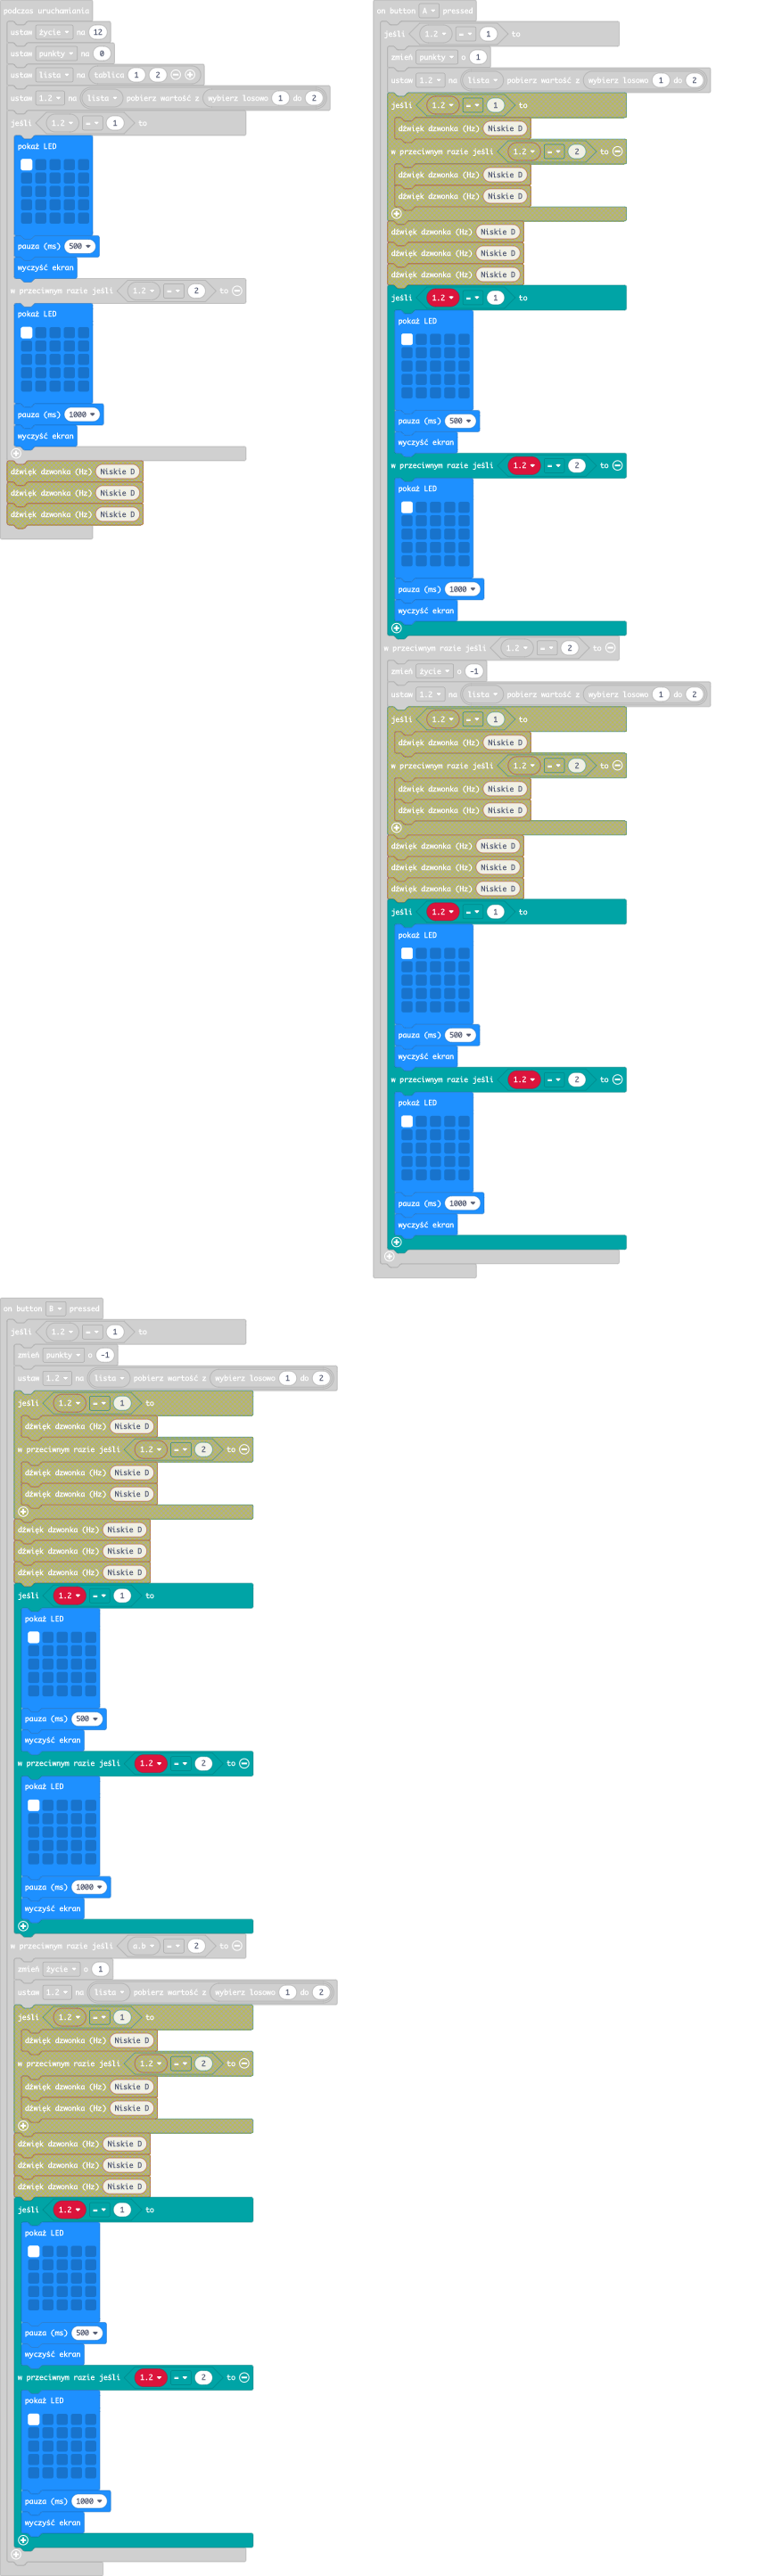 podczas uruchamiania
ustaw życie na 12
ustaw punkty na 0
ustaw lista na tablica 1 2
ustaw 1.2 na lista pobierz wartość z wybierz losowo 1 do 2
jeśli 1.2 = 1 to
pokaż LED
pauza (ms) 500
wyczyść ekran
w przeciwnym razie jeśli 1.2 = 2 to
pokaż LED
pauza (ms) 1000
wyczyść ekran
dźwięk dzwonka (Hz) Niskie D
dźwięk dzwonka (Hz) Niskie D
dźwięk dzwonka (Hz) Niskie D
on button A pressed
jeśli 1.2 = 1 to
zmień punkty o 1
ustaw 1.2 na lista pobierz wartość z wybierz losowo 1 do 2
jeśli 1.2 = 1 to
dźwięk dzwonka (Hz) Niskie D
w przeciwnym razie jeśli 1.2 = 2 to
dźwięk dzwonka (Hz) Niskie D
dźwięk dzwonka (Hz) Niskie D
dźwięk dzwonka (Hz) Niskie D
dźwięk dzwonka (Hz) Niskie D
dźwięk dzwonka (Hz) Niskie D
jeśli 1.2 = 1 to
pokaż LED
pauza (ms) 500
wyczyść ekran
w przeciwnym razie jeśli 1.2 = 2 to
pokaż LED
pauza (ms) 1000
wyczyść ekran
w przeciwnym razie jeśli 1.2 = 2 to
zmień życie o -1
ustaw 1.2 na lista pobierz wartość z wybierz losowo 1 do 2
jeśli 1.2 = 1 to
dźwięk dzwonka (Hz) Niskie D
w przeciwnym razie jeśli 1.2 = 2 to
dźwięk dzwonka (Hz) Niskie D
dźwięk dzwonka (Hz) Niskie D
dźwięk dzwonka (Hz) Niskie D
dźwięk dzwonka (Hz) Niskie D
dźwięk dzwonka (Hz) Niskie D
jeśli 1.2 = 1 to
pokaż LED
pauza (ms) 500
wyczyść ekran
w przeciwnym razie jeśli 1.2 = 2 to
pokaż LED
pauza (ms) 1000
wyczyść ekran
on button B pressed
jeśli 1.2 = 1 to
zmień punkty o -1
ustaw 1.2 na lista pobierz wartość z wybierz losowo 1 do 2
jeśli 1.2 = 1 to
dźwięk dzwonka (Hz) Niskie D
w przeciwnym razie jeśli 1.2 = 2 to
dźwięk dzwonka (Hz) Niskie D
dźwięk dzwonka (Hz) Niskie D
dźwięk dzwonka (Hz) Niskie D
dźwięk dzwonka (Hz) Niskie D
dźwięk dzwonka (Hz) Niskie D
jeśli 1.2 = 1 to
pokaż LED
pauza (ms) 500
wyczyść ekran
w przeciwnym razie jeśli 1.2 = 2 to
pokaż LED
pauza (ms) 1000
wyczyść ekran
w przeciwnym razie jeśli a.b = 2 to
zmień życie o 1
ustaw 1.2 na lista pobierz wartość z wybierz losowo 1 do 2
jeśli 1.2 = 1 to
dźwięk dzwonka (Hz) Niskie D
w przeciwnym razie jeśli 1.2 = 2 to
dźwięk dzwonka (Hz) Niskie D
dźwięk dzwonka (Hz) Niskie D
dźwięk dzwonka (Hz) Niskie D
dźwięk dzwonka (Hz) Niskie D
dźwięk dzwonka (Hz) Niskie D
jeśli 1.2 = 1 to
pokaż LED
pauza (ms) 500
wyczyść ekran
w przeciwnym razie jeśli 1.2 = 2 to
pokaż LED
pauza (ms) 1000
wyczyść ekran